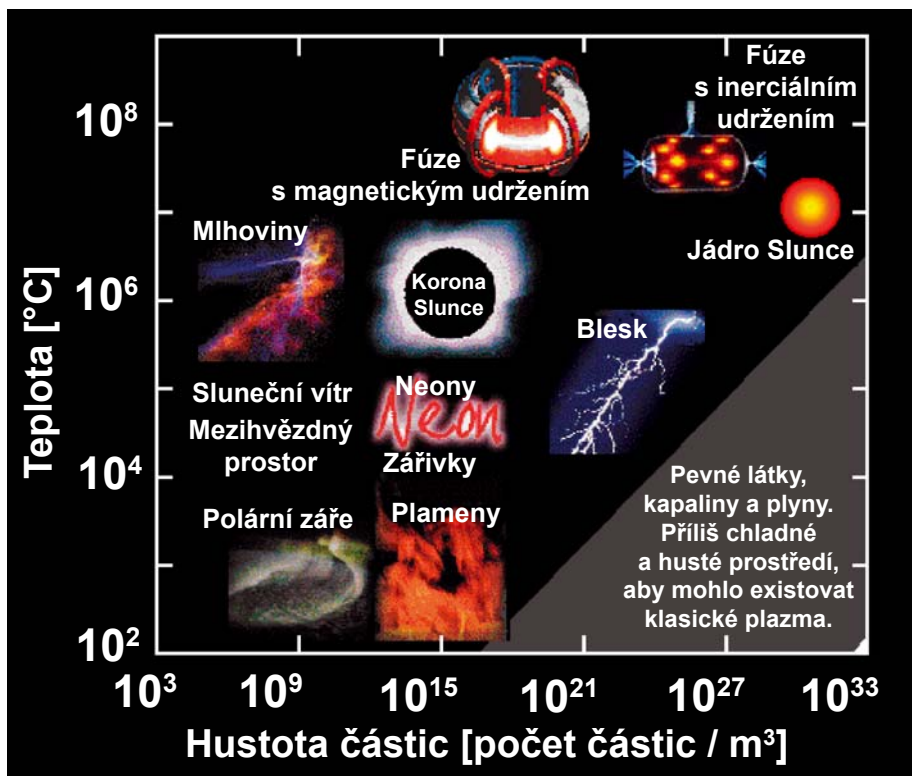 Fúze
s inerciálním
udržením
10⁸
Fúze
s magnetickým udržením
Mlhoviny
Jádro Slunce
Korona
Slunce
10⁶
Blesk
Teplota [°C]
Sluneční vítr
Neony
Neon
Mezihvězdný
prostor
Zářivky
10⁴
Pevné látky,
kapaliny a plyny.
Příliš chladné
a husté prostředí,
aby mohlo existovat
klasické plazma.
Polární záře
Plameny
10²
10³ 10⁹ 10¹⁵ 10²¹ 10²⁷ 10³³
Hustota částic [počet částic / m³]